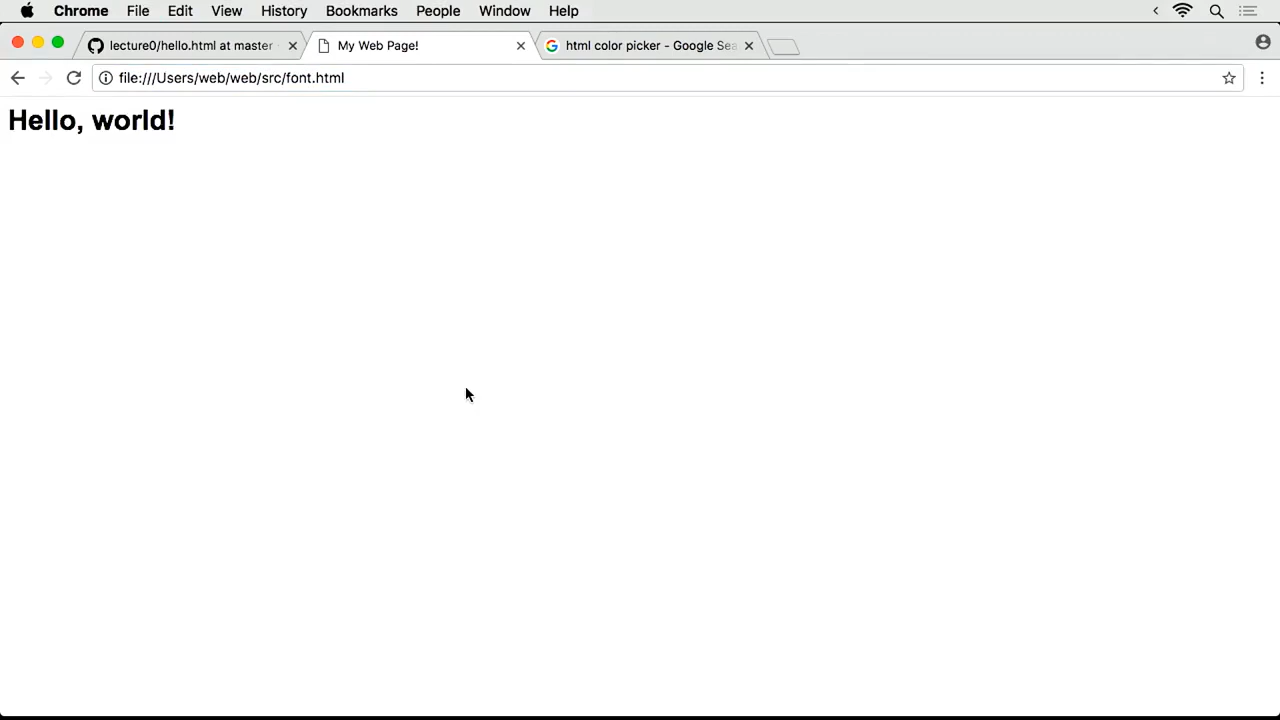 Chrome File Edit View History Bookmarks People Window Help
lecture0/hello.html at master My Web Page! html color picker - Google Sea
file:///Users/web/web/src/font.html
Hello, world!